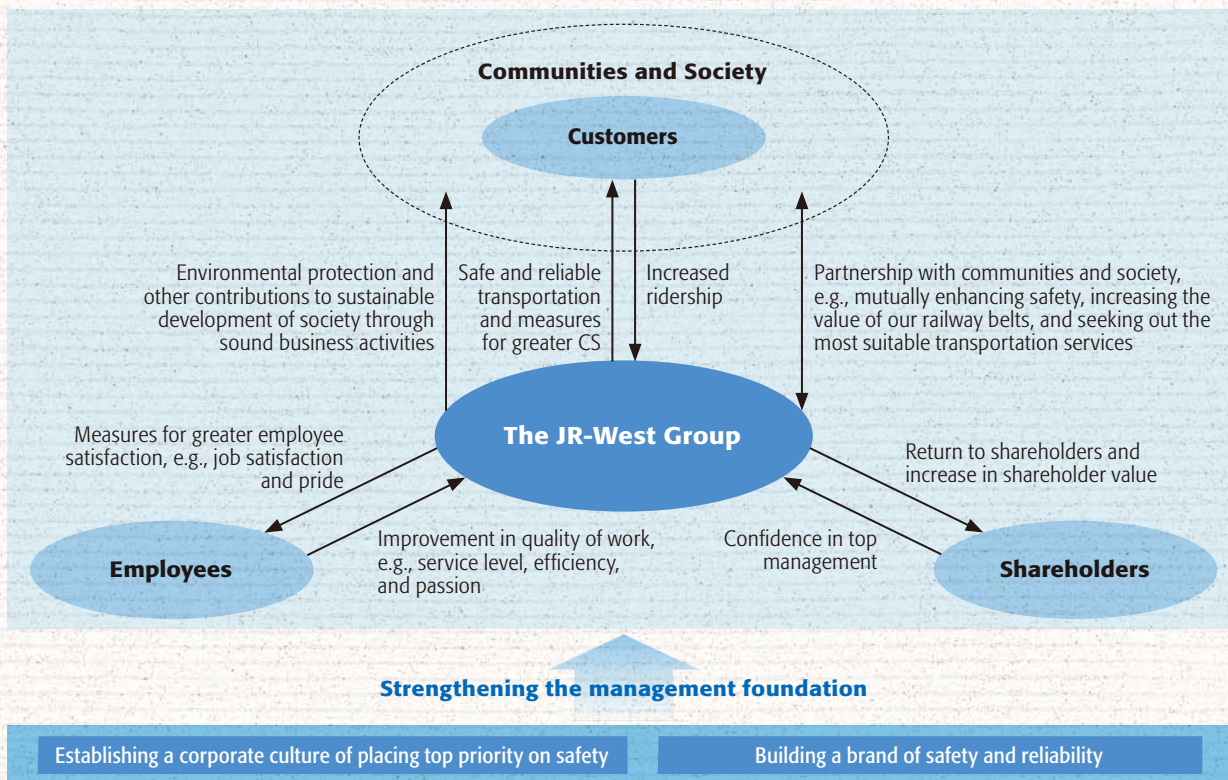 Communities and Society
Customers
Environmental protection and
other contributions to sustainable
development of society through
sound business activities
Safe and reliable
transportation
and measures
for greater CS
Increased
ridership
Partnership with communities and society,
e.g., mutually enhancing safety, increasing the
value of our railway belts, and seeking out the
most suitable transportation services
The JR-West Group
Measures for greater employee
satisfaction, e.g., job satisfaction
and pride
Return to shareholders and
increase in shareholder value
Employees
Improvement in quality of work,
e.g., service level, efficiency,
and passion
Confidence in top
management
Shareholders
Strengthening the management foundation
Establishing a corporate culture of placing top priority on safety
Building a brand of safety and reliability